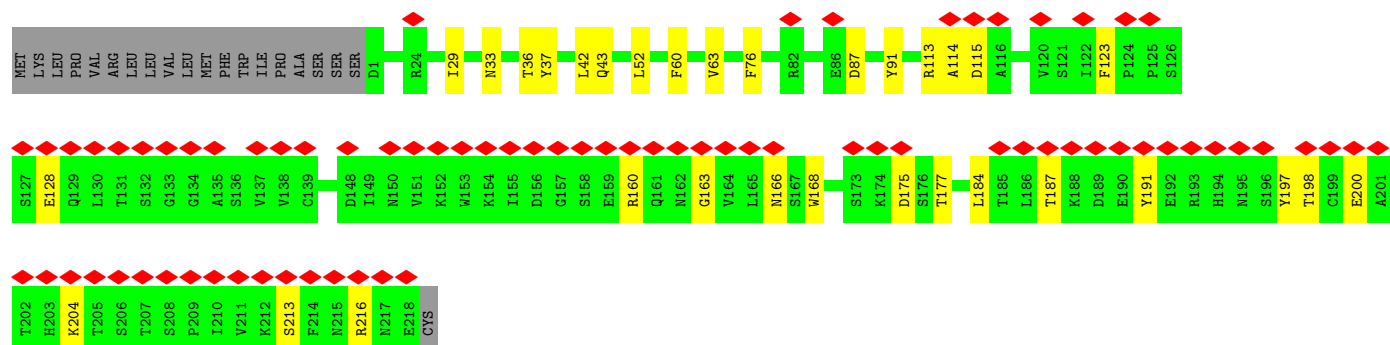 MET LYS LEU PRO VAL ARG LEU LEU VAL LEU MET PHE TRP ILE PRO ALA SER SER SER D1 R24 I29 N33 T36 Y37 L42 Q43 L52 F60 V63 F76 R82 E86 D87 Y91 R113 A114 D115 A116 V120 S121 I122 F123 P124 P125 S126
S127 E128 Q129 L130 T131 S132 G133 G134 A135 S136 V137 V138 C139 D148 I149 N150 V151 K152 W153 K154 I155 D156 G157 S158 E159 R160 Q161 N162 G163 V164 L165 N166 S167 W168 S173 K174 D175 S176 T177 L184 T185 L186 T187 K188 D189 E190 Y191 E192 R193 H194 N195 S196 Y197 T198 C199 E200 A201
T202 H203 K204 T205 S206 T207 S208 P209 I210 V211 K212 S213 F214 N215 R216 N217 E218 CYS